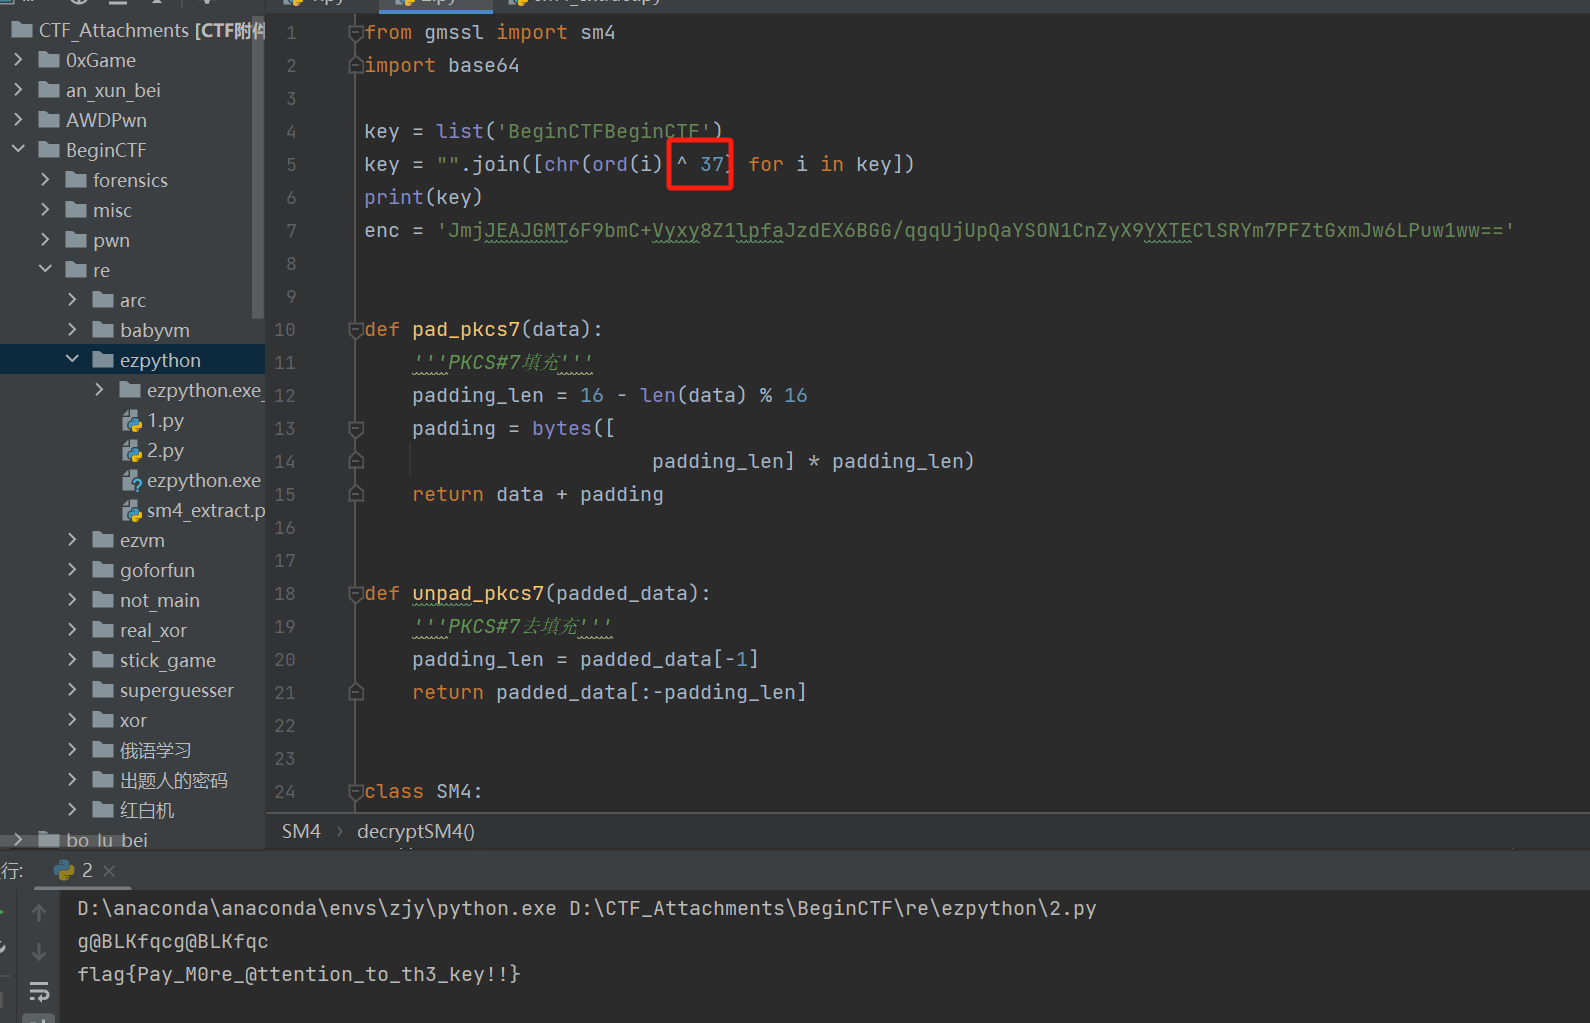 CTF_Attachments [CTF附件
0xGame
an_xun_bei
AWDPwn
BeginCTF
forensics
misc
pwn
re
arc
babyvm
ezpython
ezpython.exe_
1.py
2.py
ezpython.exe
sm4_extract.p
ezvm
goforfun
not_main
real_xor
stick_game
superguesser
xor
俄语学习
出题人的密码
红白机
bo_lu_bei
1 from gmssl import sm4
2 import base64
3
4 key = list('BeginCTFBeginCTF')
5 key = "".join([chr(ord(i) ^ 37) for i in key])
6 print(key)
7 enc = 'JmjJEAJGMT6F9bmC+Vyxy8Z1lpfaJzdEX6BGG/qgqUjUpQaYSON1CnZyX9YXTEClSRYm7PFZtGxmJw6LPuw1ww=='
8
9
10 def pad_pkcs7(data):
11 '''PKCS#7填充'''
12 padding_len = 16 - len(data) % 16
13 padding = bytes([
14 padding_len] * padding_len)
15 return data + padding
16
17
18 def unpad_pkcs7(padded_data):
19 '''PKCS#7去填充'''
20 padding_len = padded_data[-1]
21 return padded_data[:-padding_len]
22
23
24 class SM4:
SM4 › decryptSM4()
行: 2
D:\anaconda\anaconda\envs\zjy\python.exe D:\CTF_Attachments\BeginCTF\re\ezpython\2.py
g@BLKfqcg@BLKfqc
flag{Pay_M0re_@ttention_to_th3_key!!}